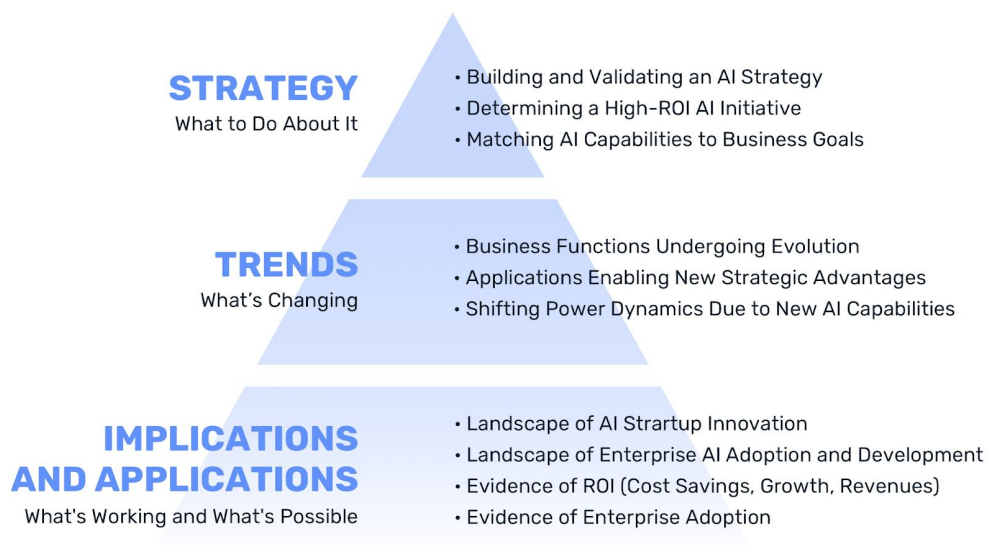 STRATEGY
What to Do About It
• Building and Validating an AI Strategy
• Determining a High-ROI AI Initiative
• Matching AI Capabilities to Business Goals
TRENDS
What’s Changing
• Business Functions Undergoing Evolution
• Applications Enabling New Strategic Advantages
• Shifting Power Dynamics Due to New AI Capabilities
IMPLICATIONS
AND APPLICATIONS
What's Working and What's Possible
• Landscape of AI Strartup Innovation
• Landscape of Enterprise AI Adoption and Development
• Evidence of ROI (Cost Savings, Growth, Revenues)
• Evidence of Enterprise Adoption